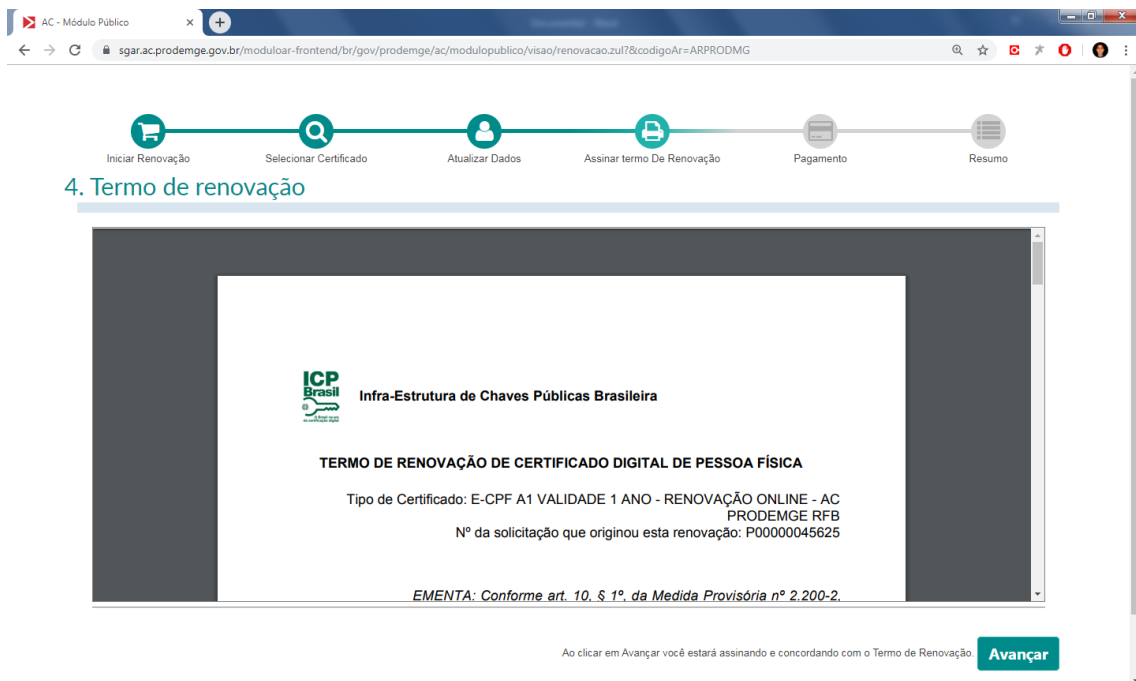 AC - Módulo Público
sgar.ac.prodemge.gov.br/moduloar-frontend/br/gov/prodemge/ac/modulopublico/visao/renovacao.zul?&codigoAr=ARPRODMG
Iniciar Renovação
Selecionar Certificado
Atualizar Dados
Assinar termo De Renovação
Pagamento
Resumo
4. Termo de renovação
ICP
Brasil
Infra-Estrutura de Chaves Públicas Brasileira
TERMO DE RENOVAÇÃO DE CERTIFICADO DIGITAL DE PESSOA FÍSICA
Tipo de Certificado: E-CPF A1 VALIDADE 1 ANO - RENOVAÇÃO ONLINE - AC
PRODEMGE RFB
Nº da solicitação que originou esta renovação: P00000045625
EMENTA: Conforme art. 10, § 1º, da Medida Provisória nº 2.200-2,
Ao clicar em Avançar você estará assinando e concordando com o Termo de Renovação.
Avançar